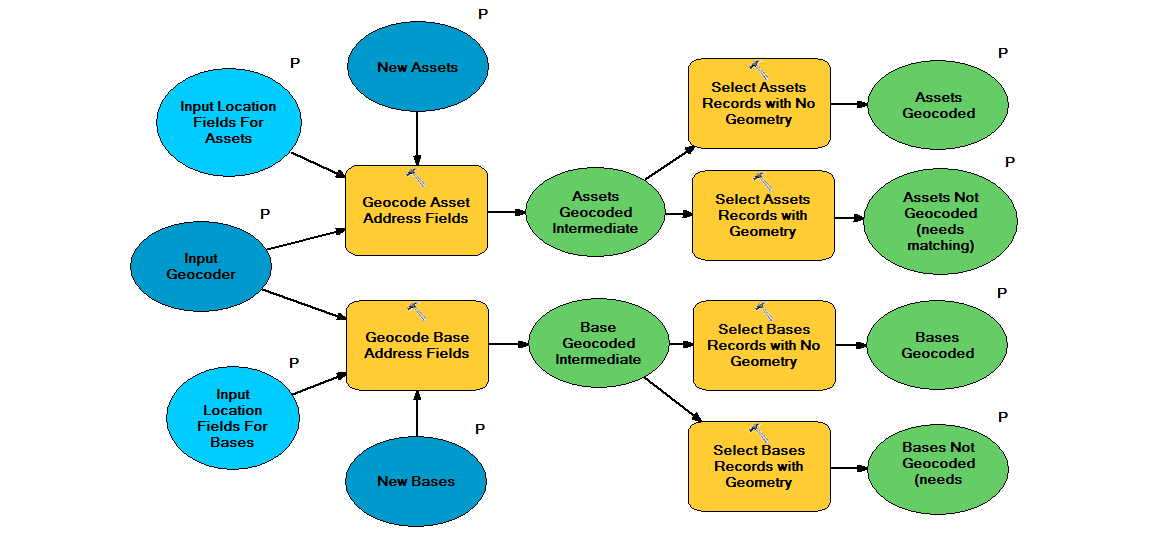 P
New Assets
P
Input Location
Fields For
Assets
P
Select Assets
Records with No
Geometry
Assets
Geocoded
P
Geocode Asset
Address Fields
Assets
Geocoded
Intermediate
Select Assets
Records with
Geometry
Assets Not
Geocoded
(needs
matching)
P
P
Input
Geocoder
Geocode Base
Address Fields
Base
Geocoded
Intermediate
Select Bases
Records with No
Geometry
P
Bases
Geocoded
P
Input
Location
Fields For
Bases
P
New Bases
Select Bases
Records with
Geometry
P
Bases Not
Geocoded
(needs